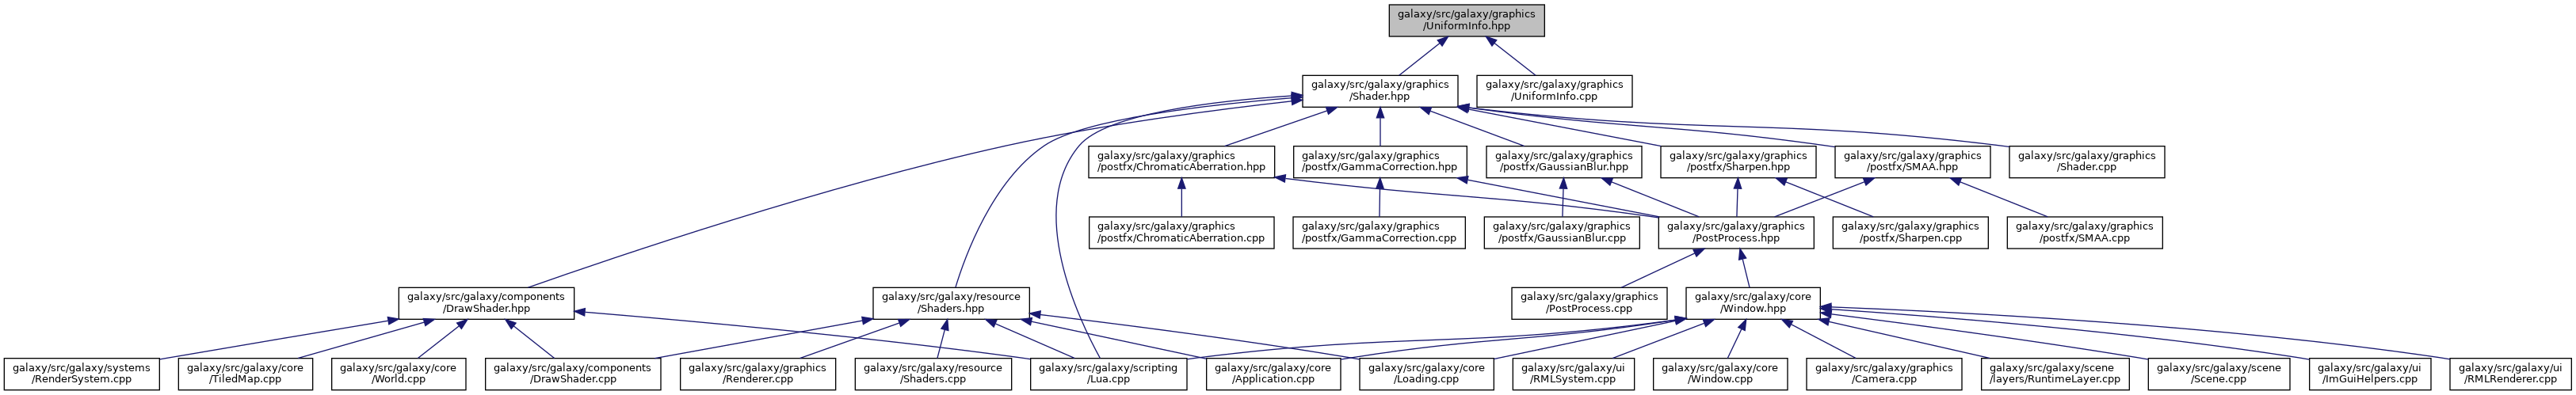 galaxy/src/galaxy/graphics
/UniformInfo.hpp
galaxy/src/galaxy/graphics
/Shader.hpp
galaxy/src/galaxy/graphics
/UniformInfo.cpp
galaxy/src/galaxy/graphics
/postfx/ChromaticAberration.hpp
galaxy/src/galaxy/graphics
/postfx/GammaCorrection.hpp
galaxy/src/galaxy/graphics
/postfx/GaussianBlur.hpp
galaxy/src/galaxy/graphics
/postfx/Sharpen.hpp
galaxy/src/galaxy/graphics
/postfx/SMAA.hpp
galaxy/src/galaxy/graphics
/Shader.cpp
galaxy/src/galaxy/graphics
/postfx/ChromaticAberration.cpp
galaxy/src/galaxy/graphics
/postfx/GammaCorrection.cpp
galaxy/src/galaxy/graphics
/postfx/GaussianBlur.cpp
galaxy/src/galaxy/graphics
/PostProcess.hpp
galaxy/src/galaxy/graphics
/postfx/Sharpen.cpp
galaxy/src/galaxy/graphics
/postfx/SMAA.cpp
galaxy/src/galaxy/components
/DrawShader.hpp
galaxy/src/galaxy/resource
/Shaders.hpp
galaxy/src/galaxy/graphics
/PostProcess.cpp
galaxy/src/galaxy/core
/Window.hpp
galaxy/src/galaxy/systems
/RenderSystem.cpp
galaxy/src/galaxy/core
/TiledMap.cpp
galaxy/src/galaxy/core
/World.cpp
galaxy/src/galaxy/components
/DrawShader.cpp
galaxy/src/galaxy/graphics
/Renderer.cpp
galaxy/src/galaxy/resource
/Shaders.cpp
galaxy/src/galaxy/scripting
/Lua.cpp
galaxy/src/galaxy/core
/Application.cpp
galaxy/src/galaxy/core
/Loading.cpp
galaxy/src/galaxy/ui
/RMLSystem.cpp
galaxy/src/galaxy/core
/Window.cpp
galaxy/src/galaxy/graphics
/Camera.cpp
galaxy/src/galaxy/scene
/layers/RuntimeLayer.cpp
galaxy/src/galaxy/scene
/Scene.cpp
galaxy/src/galaxy/ui
/ImGuiHelpers.cpp
galaxy/src/galaxy/ui
/RMLRenderer.cpp